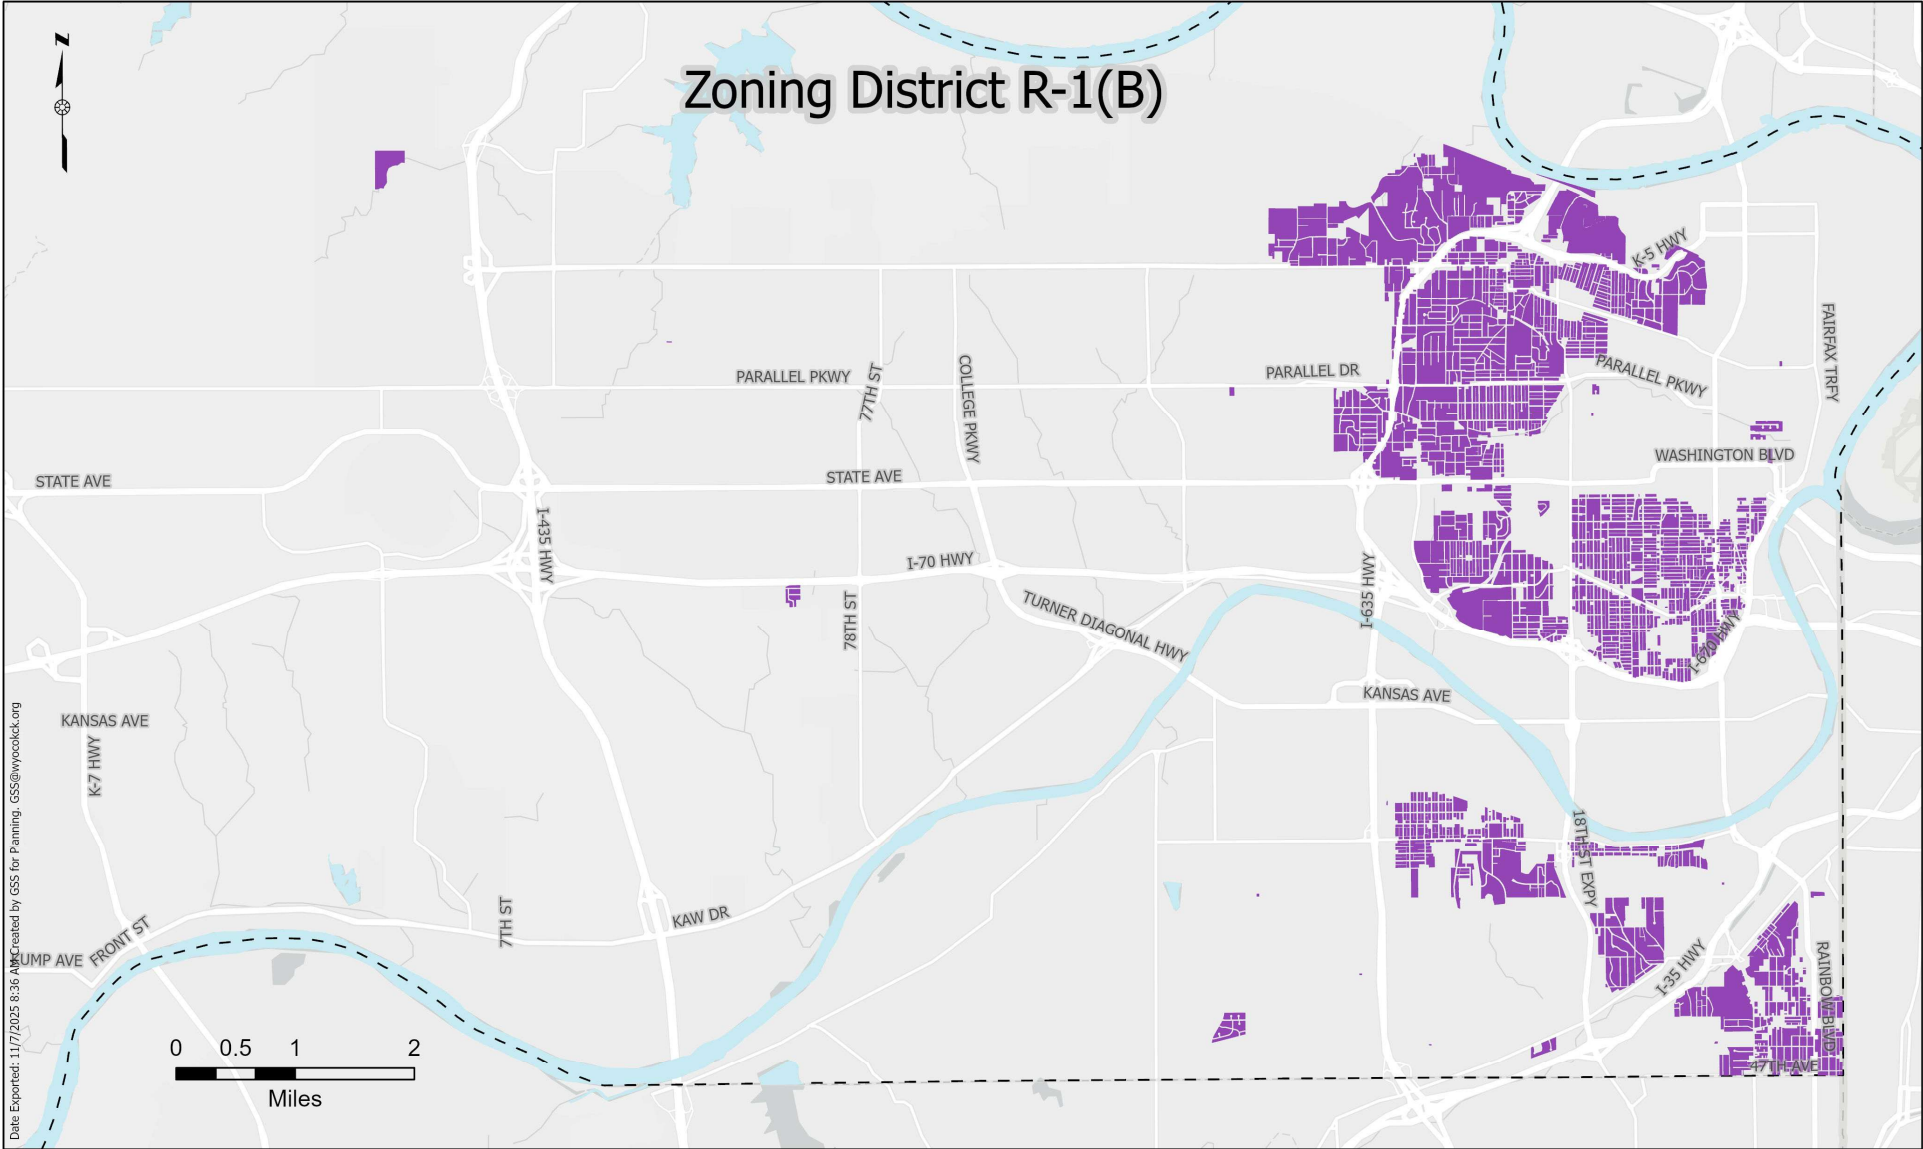 N
Zoning District R-1(B)
K-5 HWY
FAIRFAX TRFY
PARALLEL PKWY
77TH ST
COLLEGE PKWY
PARALLEL DR
PARALLEL PKWY
STATE AVE
STATE AVE
WASHINGTON BLVD
I-435 HWY
I-70 HWY
78TH ST
TURNER DIAGONAL HWY
I-635 HWY
I-670 HWY
KANSAS AVE
KANSAS AVE
K-7 HWY
18TH ST EXPY
7TH ST
KAW DR
FRONT ST
UMP AVE
I-35 HWY
RAINBOW BLVD
47TH AVE
0 0.5 1 2
Miles
Date Exported: 11/7/2025 8:36 AM Created by GSS for Panning. GSS@wyocokck.org